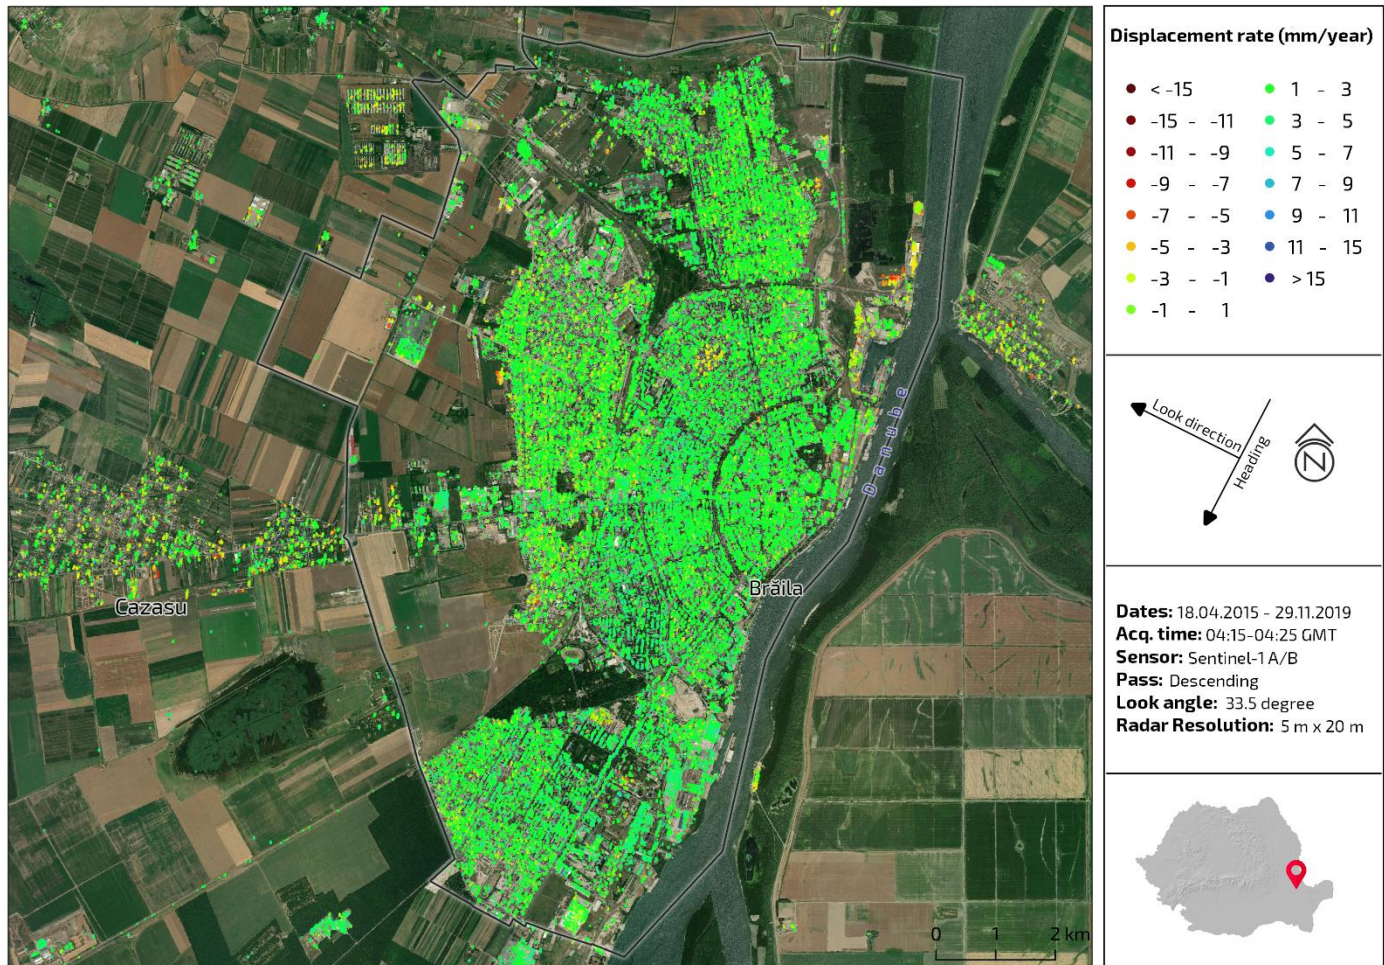 Displacement rate (mm/year)
< -15
-15 - -11
-11 - -9
-9 - -7
-7 - -5
-5 - -3
-3 - -1
-1 - 1
1 - 3
3 - 5
5 - 7
7 - 9
9 - 11
11 - 15
> 15
Look direction
Heading
N
Dates: 18.04.2015 - 29.11.2019
Acq. time: 04:15-04:25 GMT
Sensor: Sentinel-1 A/B
Pass: Descending
Look angle: 33.5 degree
Radar Resolution: 5 m x 20 m
Danube
Brăila
Cazasu
0 1 2 km